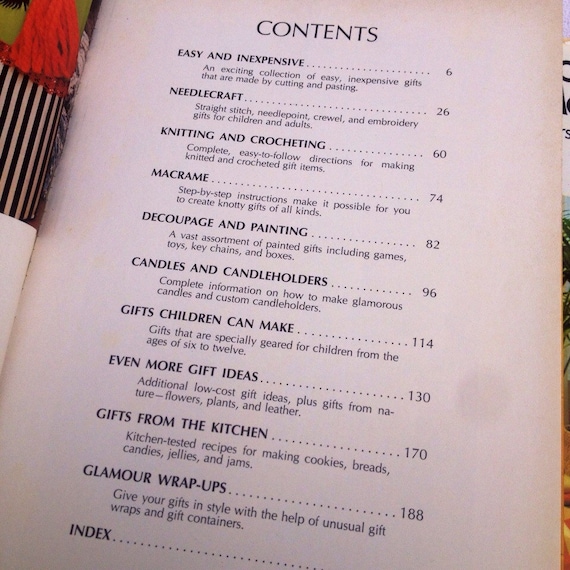 CONTENTS
EASY AND INEXPENSIVE . . . . . . . . . . . . . . . . . . . . 6
An exciting collection of easy, inexpensive gifts
that are made by cutting and pasting.
NEEDLECRAFT . . . . . . . . . . . . . . . . . . . . . . . . . . . . 26
Straight stitch, needlepoint, crewel, and embroidery
gifts for children and adults.
KNITTING AND CROCHETING . . . . . . . . . . . . . . . 60
Complete, easy-to-follow directions for making
knitted and crocheted gift items.
MACRAME . . . . . . . . . . . . . . . . . . . . . . . . . . . . . . . . 74
Step-by-step instructions make it possible for you
to create knotty gifts of all kinds.
DECOUPAGE AND PAINTING . . . . . . . . . . . . . . . . 82
A vast assortment of painted gifts including games,
toys, key chains, and boxes.
CANDLES AND CANDLEHOLDERS . . . . . . . . . . . . . 96
Complete information on how to make glamorous
candles and custom candleholders.
GIFTS CHILDREN CAN MAKE . . . . . . . . . . . . . . . . . 114
Gifts that are specially geared for children from the
ages of six to twelve.
EVEN MORE GIFT IDEAS . . . . . . . . . . . . . . . . . . . . . . 130
Additional low-cost gift ideas, plus gifts from na-
ture—flowers, plants, and leather.
GIFTS FROM THE KITCHEN . . . . . . . . . . . . . . . . . . . 170
Kitchen-tested recipes for making cookies, breads,
candies, jellies, and jams.
GLAMOUR WRAP-UPS . . . . . . . . . . . . . . . . . . . . . . . . 188
Give your gifts in style with the help of unusual gift
wraps and gift containers.
INDEX . . . . . . . . . . . . . . . . . . . . . . . . . . . . .